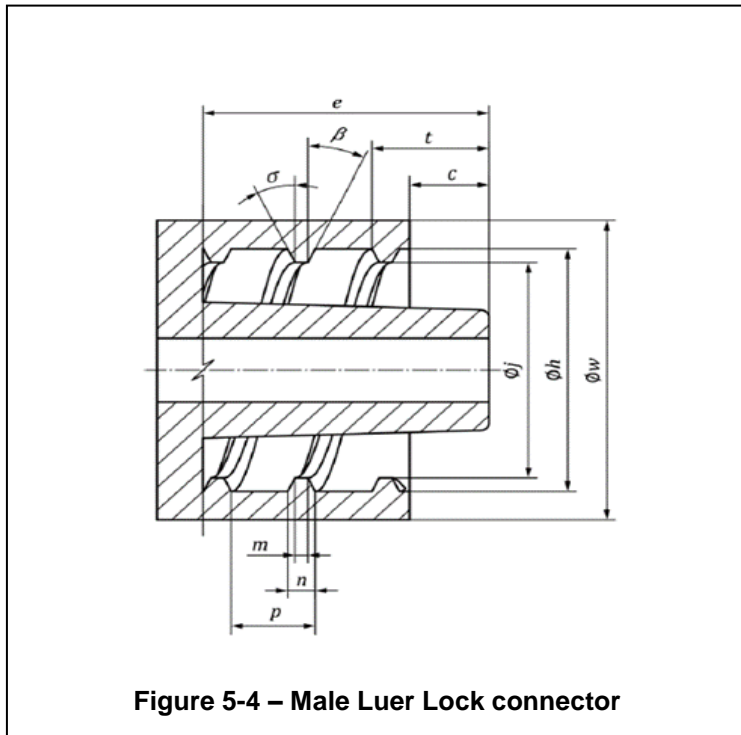 e
β
t
σ
c
Øj
Øh
Øw
m
n
p
Figure 5-4 – Male Luer Lock connector